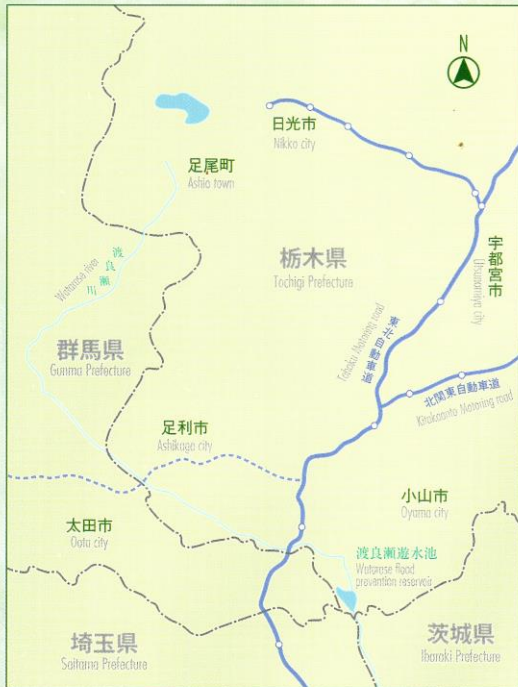 N
日光市
Nikko city
足尾町
Ashio town
渡良瀬川
Watarase river
栃木県
Tochigi Prefecture
宇都宮市
Utsunomiya city
東北自動車道
Tohoku Motering road
群馬県
Gunma Prefecture
北関東自動車道
Kitakaanto Motering road
足利市
Ashikaga city
小山市
Oyama city
太田市
Oota city
渡良瀬遊水池
Watarase flood
prevention reservoir
埼玉県
Saitama Prefecture
茨城県
Ibaraki Prefecture